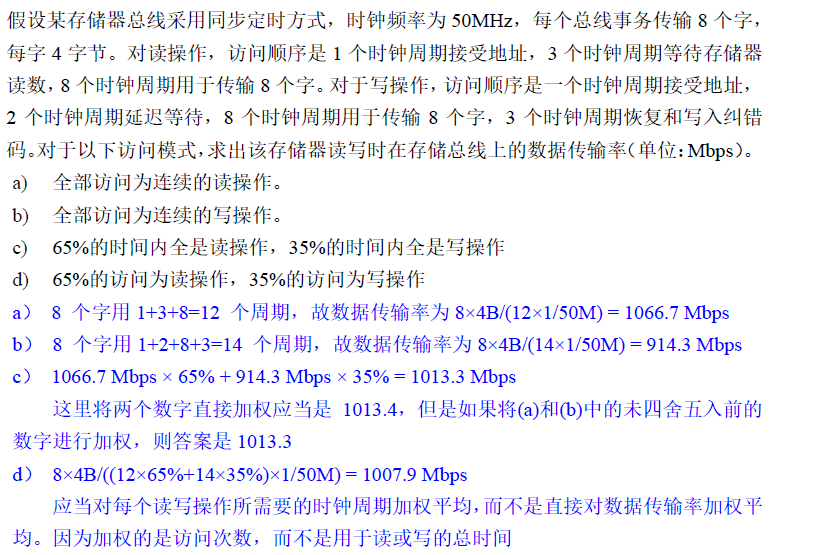 假设某存储器总线采用同步定时方式，时钟频率为 50MHz，每个总线事务传输 8 个字，
每字 4 字节。对读操作，访问顺序是 1 个时钟周期接受地址，3 个时钟周期等待存储器
读数，8 个时钟周期用于传输 8 个字。对于写操作，访问顺序是一个时钟周期接受地址，
2 个时钟周期延迟等待，8 个时钟周期用于传输 8 个字，3 个时钟周期恢复和写入纠错
码。对于以下访问模式，求出该存储器读写时在存储总线上的数据传输率（单位：Mbps）。
a) 全部访问为连续的读操作。
b) 全部访问为连续的写操作。
c) 65%的时间内全是读操作，35%的时间内全是写操作
d) 65%的访问为读操作，35%的访问为写操作
a） 8 个字用 1+3+8=12 个周期，故数据传输率为 8×4B/(12×1/50M) = 1066.7 Mbps
b） 8 个字用 1+2+8+3=14 个周期，故数据传输率为 8×4B/(14×1/50M) = 914.3 Mbps
c） 1066.7 Mbps × 65% + 914.3 Mbps × 35% = 1013.3 Mbps
这里将两个数字直接加权应当是 1013.4，但是如果将(a)和(b)中的未四舍五入前的
数字进行加权，则答案是 1013.3
d） 8×4B/((12×65%+14×35%)×1/50M) = 1007.9 Mbps
应当对每个读写操作所需要的时钟周期加权平均，而不是直接对数据传输率加权平
均。因为加权的是访问次数，而不是用于读或写的总时间